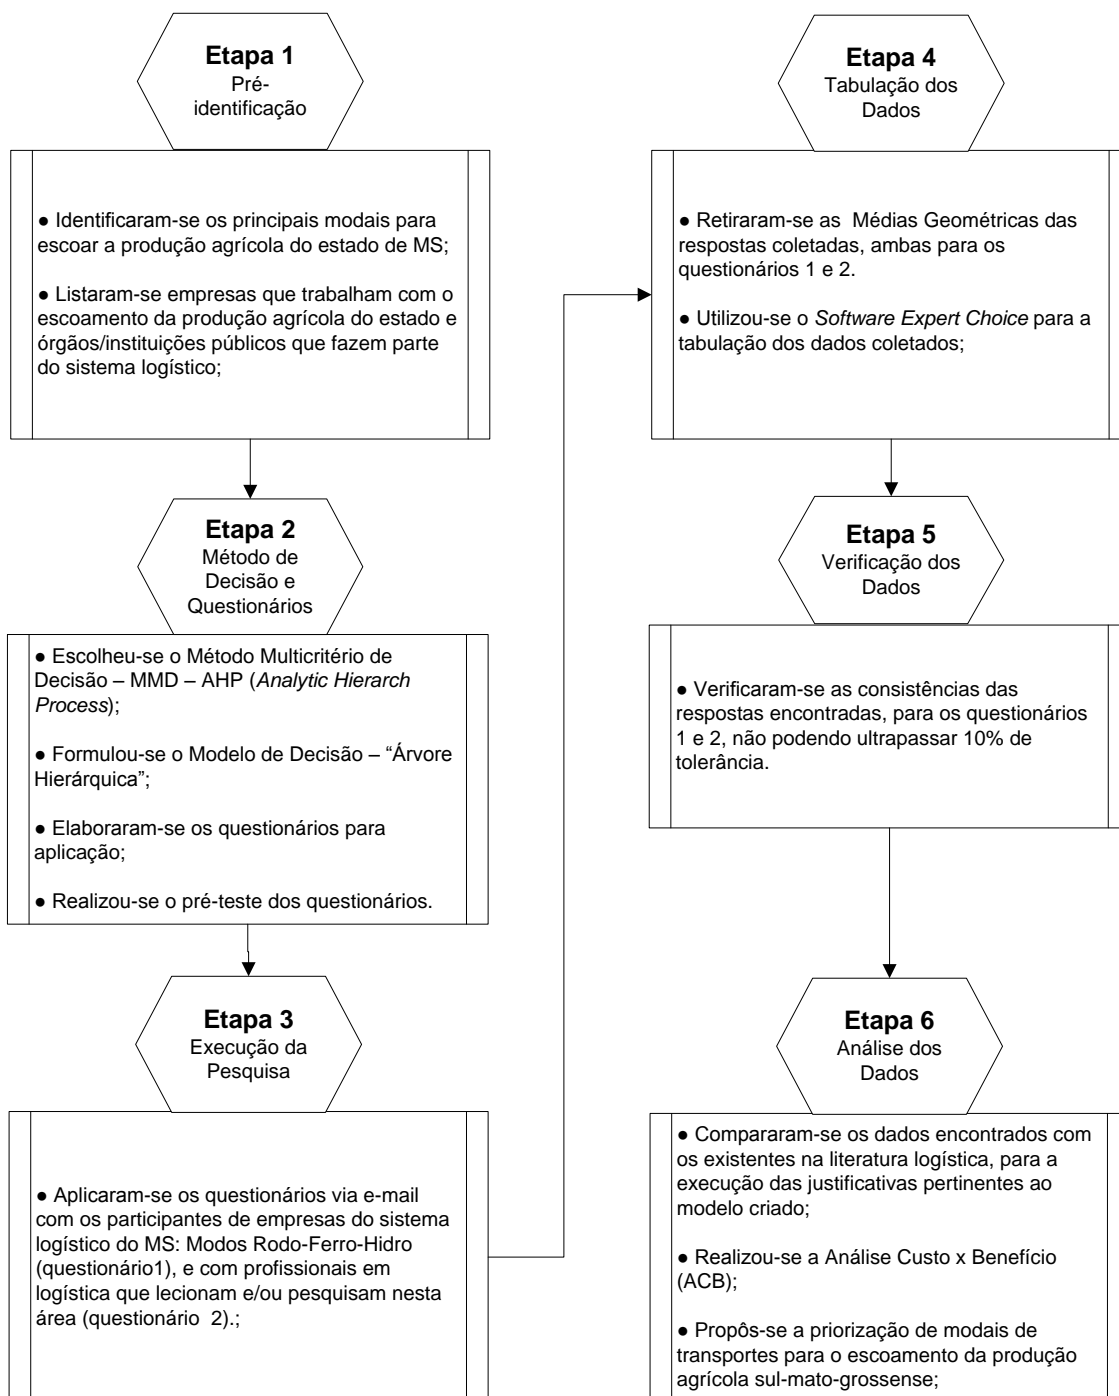 Etapa 1
Pré-
identificação
● Identificaram-se os principais modais para
escoar a produção agrícola do estado de MS;
● Listaram-se empresas que trabalham com o
escoamento da produção agrícola do estado e
órgãos/instituições públicos que fazem parte
do sistema logístico;
Etapa 2
Método de
Decisão e
Questionários
● Escolheu-se o Método Multicritério de
Decisão – MMD – AHP (Analytic Hierarch
Process);
● Formulou-se o Modelo de Decisão – “Árvore
Hierárquica”;
● Elaboraram-se os questionários para
aplicação;
● Realizou-se o pré-teste dos questionários.
Etapa 3
Execução da
Pesquisa
● Aplicaram-se os questionários via e-mail
com os participantes de empresas do sistema
logístico do MS: Modos Rodo-Ferro-Hidro
(questionário1), e com profissionais em
logística que lecionam e/ou pesquisam nesta
área (questionário 2).;
Etapa 4
Tabulação dos
Dados
● Retiraram-se as Médias Geométricas das
respostas coletadas, ambas para os
questionários 1 e 2.
● Utilizou-se o Software Expert Choice para a
tabulação dos dados coletados;
Etapa 5
Verificação dos
Dados
● Verificaram-se as consistências das
respostas encontradas, para os questionários
1 e 2, não podendo ultrapassar 10% de
tolerância.
Etapa 6
Análise dos
Dados
● Compararam-se os dados encontrados com
os existentes na literatura logística, para a
execução das justificativas pertinentes ao
modelo criado;
● Realizou-se a Análise Custo x Benefício
(ACB);
● Propôs-se a priorização de modais de
transportes para o escoamento da produção
agrícola sul-mato-grossense;